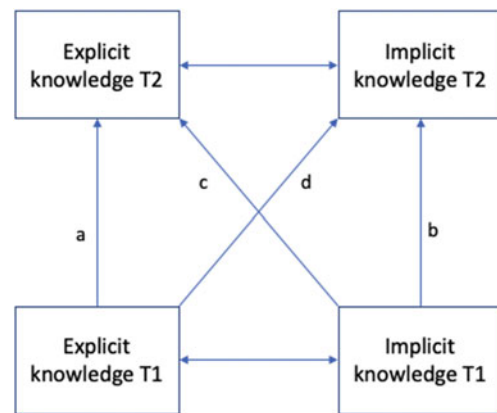 Explicit
knowledge T2
Implicit
knowledge T2
c
d
a
b
Explicit
knowledge T1
Implicit
knowledge T1